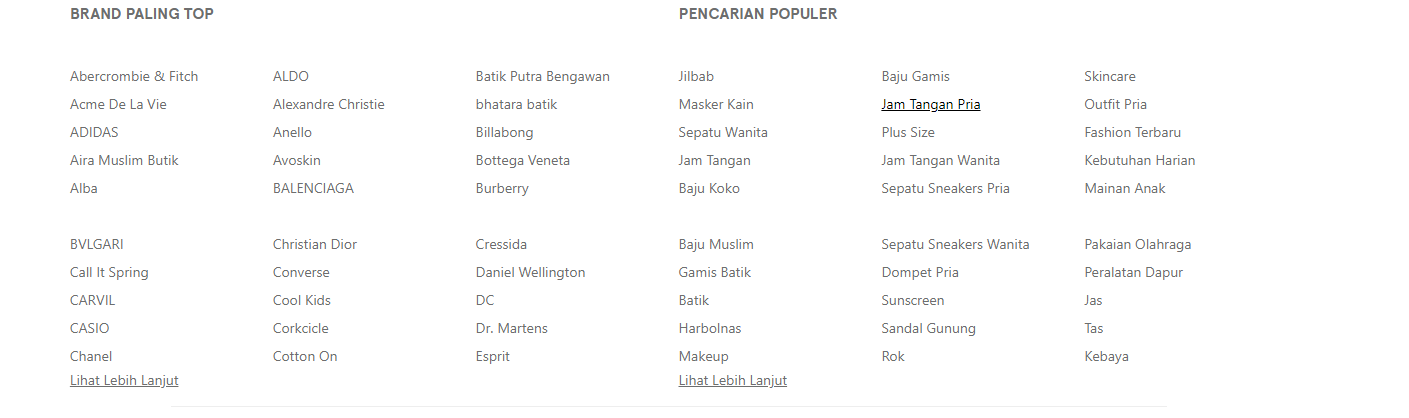 BRAND PALING TOP
Abercrombie & Fitch
Acme De La Vie
ADIDAS
Aira Muslim Butik
Alba
ALDO
Alexandre Christie
Anello
Avoskin
BALENCIAGA
Batik Putra Bengawan
bhatara batik
Billabong
Bottega Veneta
Burberry
BVLGARI
Call It Spring
CARVIL
CASIO
Chanel
Christian Dior
Converse
Cool Kids
Corkcicle
Cotton On
Cressida
Daniel Wellington
DC
Dr. Martens
Esprit
Lihat Lebih Lanjut
PENCARIAN POPULER
Jilbab
Masker Kain
Sepatu Wanita
Jam Tangan
Baju Koko
Baju Gamis
Jam Tangan Pria
Plus Size
Jam Tangan Wanita
Sepatu Sneakers Pria
Skincare
Outfit Pria
Fashion Terbaru
Kebutuhan Harian
Mainan Anak
Baju Muslim
Gamis Batik
Batik
Harbolnas
Makeup
Sepatu Sneakers Wanita
Dompet Pria
Sunscreen
Sandal Gunung
Rok
Pakaian Olahraga
Peralatan Dapur
Jas
Tas
Kebaya
Lihat Lebih Lanjut